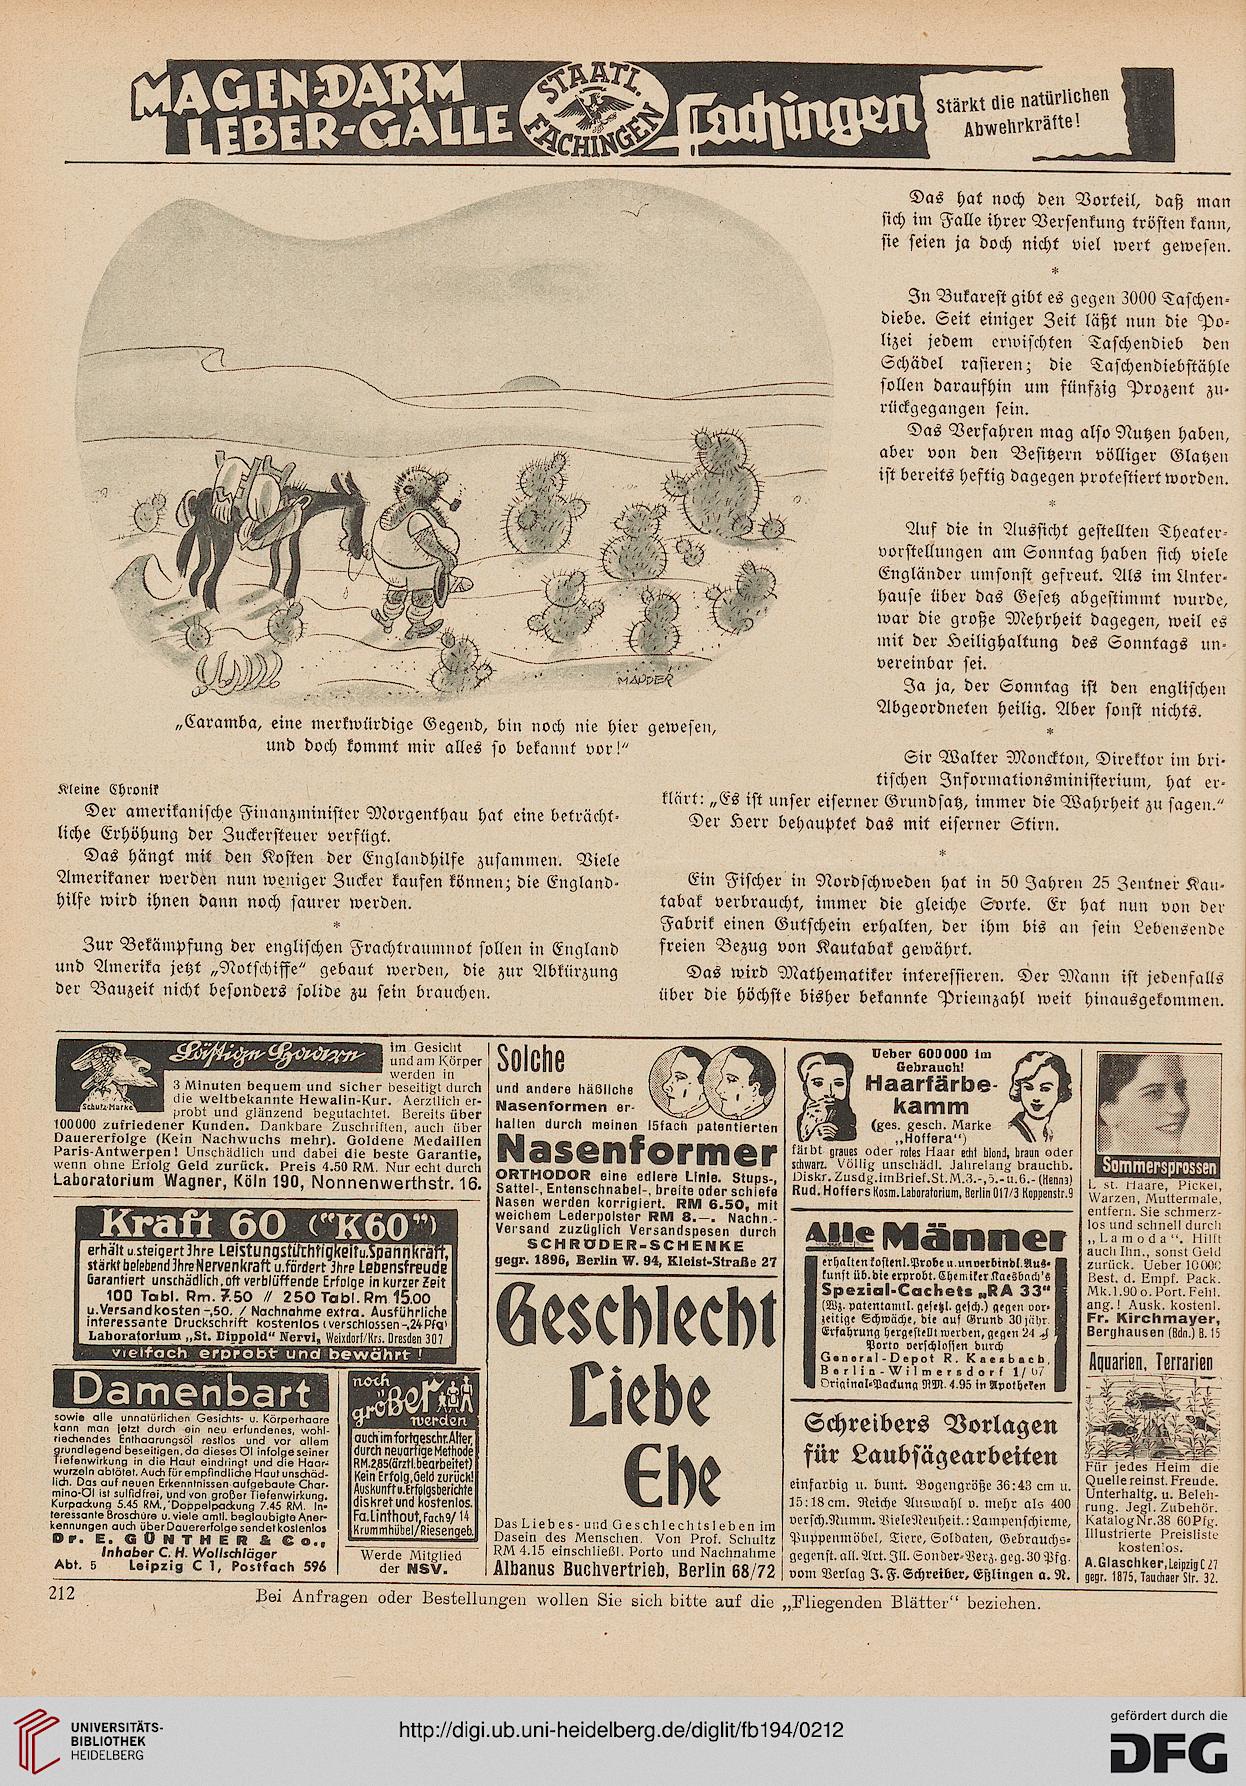 MAGEN-DARM
LEBER-GALLE
STAATL.
FACHINGEN
Fachingen
Stärkt die natürlichen
Abwehrkräfte!
MAUDER
„Caramba, eine merkwürdige Gegend, bin noch nie hier gewesen,
und doch kommt mir alles so bekannt vor!“
Kleine Chronik
Der amerikanische Finanzminister Morgenthau hat eine beträcht-
liche Erhöhung der Zuckersteuer verfügt.
Das hängt mit den Kosten der Englandhilfe zusammen. Viele
Amerikaner werden nun weniger Zucker kaufen können; die England-
hilfe wird ihnen dann noch saurer werden.
*
Zur Bekämpfung der englischen Frachtraumnot sollen in England
und Amerika jetzt „Notschiffe“ gebaut werden, die zur Abkürzung
der Bauzeit nicht besonders solide zu sein brauchen.
Das hat noch den Vorteil, daß man
sich im Falle ihrer Versenkung trösten kann,
sie seien ja doch nicht viel wert gewesen.
*
In Bukarest gibt es gegen 3000 Taschen-
diebe. Seit einiger Zeit läßt nun die Po-
lizei jedem erwischten Taschendieb den
Schädel rasieren; die Taschendiebstähle
sollen daraufhin um fünfzig Prozent zu-
rückgegangen sein.
Das Verfahren mag also Nutzen haben,
aber von den Besitzern völliger Glatzen
ist bereits heftig dagegen protestiert worden.
*
Auf die in Aussicht gestellten Theater-
vorstellungen am Sonntag haben sich viele
Engländer umsonst gefreut. Als im Unter-
hause über das Gesetz abgestimmt wurde,
war die große Mehrheit dagegen, weil es
mit der Heilighaltung des Sonntags un-
vereinbar sei.
Ja ja, der Sonntag ist den englischen
Abgeordneten heilig. Aber sonst nichts.
*
Sir Walter Monckton, Direktor im bri-
tischen Informationsministerium, hat er-
klärt: „Es ist unser eiserner Grundsatz, immer die Wahrheit zu sagen.“
Der Herr behauptet das mit eiserner Stirn.
*
Ein Fischer in Nordschweden hat in 50 Jahren 25 Zentner Kau-
tabak verbraucht, immer die gleiche Sorte. Er hat nun von der
Fabrik einen Gutschein erhalten, der ihm bis an sein Lebensende
freien Bezug von Kautabak gewährt.
Das wird Mathematiker interessieren. Der Mann ist jedenfalls
über die höchste bisher bekannte Priemzahl weit hinausgekommen.
Lästige Haare
Schutz-Marke
im Gesicht
und am Körper
werden in
3 Minuten bequem und sicher beseitigt durch
die weltbekannte Hewalin-Kur. Aerztlich er-
probt und glänzend begutachtet. Bereits über
100000 zufriedener Kunden. Dankbare Zuschriften, auch über
Dauererfolge (Kein Nachwuchs mehr). Goldene Medaillen
Paris-Antwerpen! Unschädlich und dabei die beste Garantie,
wenn ohne Erfolg Geld zurück. Preis 4.50 RM. Nur echt durch
Laboratorium Wagner, Köln 190, Nonnenwerthstr. 16.
Kraft 60 („K60“)
erhält u. steigert Ihre Leistungstüchtigkeit u. Spannkraft,
stärkt belebend Ihre Nervenkraft u. fördert Ihre Lebensfreude
Garantiert unschädlich, oft verblüffende Erfolge in kurzer Zeit
100 Tabl. Rm. 7.50 // 250 Tabl. Rm 15.00
u. Versandkosten -,50. / Nachnahme extra. Ausführliche
interessante Druckschrift kostenlos (verschlossen -,24 Pfg)
Laboratorium „St. Dippold“ Nervi, Weixdorf/Krs. Dresden 307
vielfach erprobt und bewährt!
Damenbart
sowie alle unnatürlichen Gesichts- u. Körperhaare
kann man jetzt durch ein neu erfundenes, wohl-
riechendes Enthaarungsöl restlos und vor allem
grundlegend beseitigen, da dieses Öl infolge seiner
Tiefenwirkung in die Haut eindringt und die Haar-
wurzeln abtötet. Auch für empfindliche Haut unschäd-
lich. Das auf neuen Erkenntnissen aufgebaute Char-
mino-Öl ist sulfidfrei, und von großer Tiefenwirkung.
Kurpackung 5.45 RM., Doppelpackung 7.45 RM. In-
teressante Broschüre u. viele amtl. beglaubigte Aner-
kennungen auch über Dauererfolge sendet kostenlos
Dr. E. GÜNTHER & Co.,
Inhaber C. H. Wollschläger
Abt. 5 Leipzig C 1, Postfach 596
noch
größer
werden
auch im fortgeschr. Alter,
durch neuartige Methode
RM. 2,85 (ärztl. bearbeitet)
Kein Erfolg, Geld zurück!
Auskunft u. Erfolgsberichte
diskret und kostenlos.
Fa. Linthout, Fach 9/14
Krummhübel/Riesengeb.
Werde Mitglied
der NSV.
Solche
und andere häßliche
Nasenformen er-
halten durch meinen 15fach patentierten
Nasenformer
ORTHODOR eine edlere Linie. Stups-,
Sattel-, Entenschnabel-, breite oder schiefe
Nasen werden korrigiert. RM 6.50, mit
weichem Lederpolster RM 8.—. Nachn.-
Versand zuzüglich Versandspesen durch
SCHRÖDER-SCHENKE
gegr. 1896, Berlin W. 94, Kleist-Straße 27
Geschlecht
Liebe
Ehe
Das Liebes- und Geschlechtsleben im
Dasein des Menschen. Von Prof. Schultz
RM 4.15 einschließl. Porto und Nachnahme
Albanus Buchvertrieb, Berlin 68/72
Ueber 600000 im
Gebrauch!
Haarfärbe-
kamm
(ges. gesch. Marke
„Hoffera“)
färbt graues oder rotes Haar echt blond, braun oder
schwarz. Völlig unschädl. Jahrelang brauchb.
Diskr. Zusdg. im Brief. St. M. 3.-, 5.- u. 6.- (Henna)
Rud. Hoffers Kosm. Laboratorium, Berlin O17/3 Koppenstr. 9
Alle Männer
erhalten kostenl. Probe u. unverbindl. Aus-
kunft üb. die erprobt. Chemiker Kaesbach's
Spezial-Cachets „RA 33“
(Wz. patentamtl. gesetzl. gesch.) gegen vor-
zeitige Schwäche, die auf Grund 30 jähr.
Erfahrung hergestellt werden, gegen 24 ₰
Porto verschlossen durch
General-Depot R. Kaesbach,
Berlin-Wilmersdorf 1/67
Original-Packung RM. 4.95 in Apotheken
Schreibers Vorlagen
für Laubsägearbeiten
einfarbig u. bunt. Bogengröße 36:43 cm u.
15:18 cm. Reiche Auswahl v. mehr als 400
versch. Numm. Viele Neuheit.: Lampenschirme,
Puppenmöbel, Tiere, Soldaten, Gebrauchs-
gegenst. all. Art. Ill. Sonder-Verz. geg. 30 Pfg.
vom Verlag J. F. Schreiber, Eßlingen a. N.
Sommersprossen
L. st. Haare, Pickel,
Warzen, Muttermale,
entfern. Sie schmerz-
los und schnell durch
„Lamoda“. Hilft
auch Ihn., sonst Geld
zurück. Ueber 10000
Best. d. Empf. Pack.
Mk. 1.90 o. Port. Fehl.
ang.! Ausk. kostenl.
Fr. Kirchmayer,
Berghausen (Bdn.) B. 15
Aquarien, Terrarien
Für jedes Heim die
Quelle reinst. Freude.
Unterhaltg. u. Beleh-
rung. Jegl. Zubehör.
Katalog Nr. 38 60 Pfg.
Illustrierte Preisliste
kostenlos.
A. Glaschker, Leipzig C 27
gegr. 1875, Tauchaer Str. 32.
212
Bei Anfragen oder Bestellungen wollen Sie sich bitte auf die „Fliegenden Blätter“ beziehen.
UNIVERSITÄTS-
BIBLIOTHEK
HEIDELBERG
http://digi.ub.uni-heidelberg.de/diglit/fb194/0212
gefördert durch die
DFG